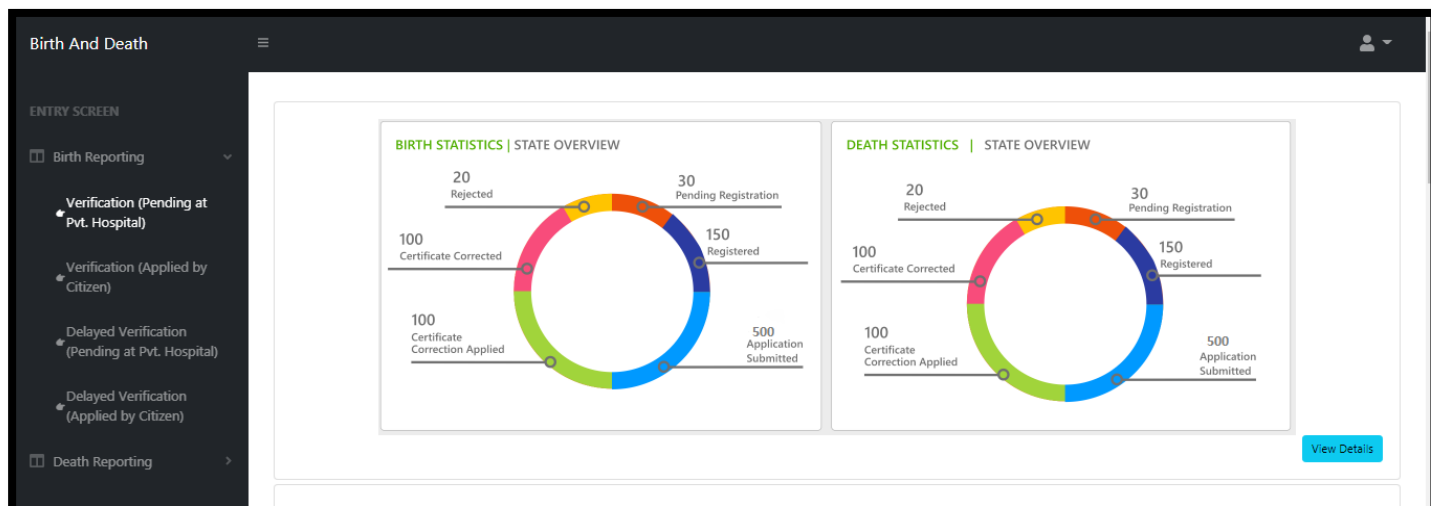 Birth And Death
ENTRY SCREEN
Birth Reporting
Verification (Pending at
Pvt. Hospital)
Verification (Applied by
Citizen)
Delayed Verification
(Pending at Pvt. Hospital)
Delayed Verification
(Applied by Citizen)
Death Reporting
BIRTH STATISTICS | STATE OVERVIEW
20
Rejected
30
Pending Registration
100
Certificate Corrected
150
Registered
100
Certificate
Correction Applied
500
Application
Submitted
DEATH STATISTICS | STATE OVERVIEW
20
Rejected
30
Pending Registration
100
Certificate Corrected
150
Registered
100
Certificate
Correction Applied
500
Application
Submitted
View Details